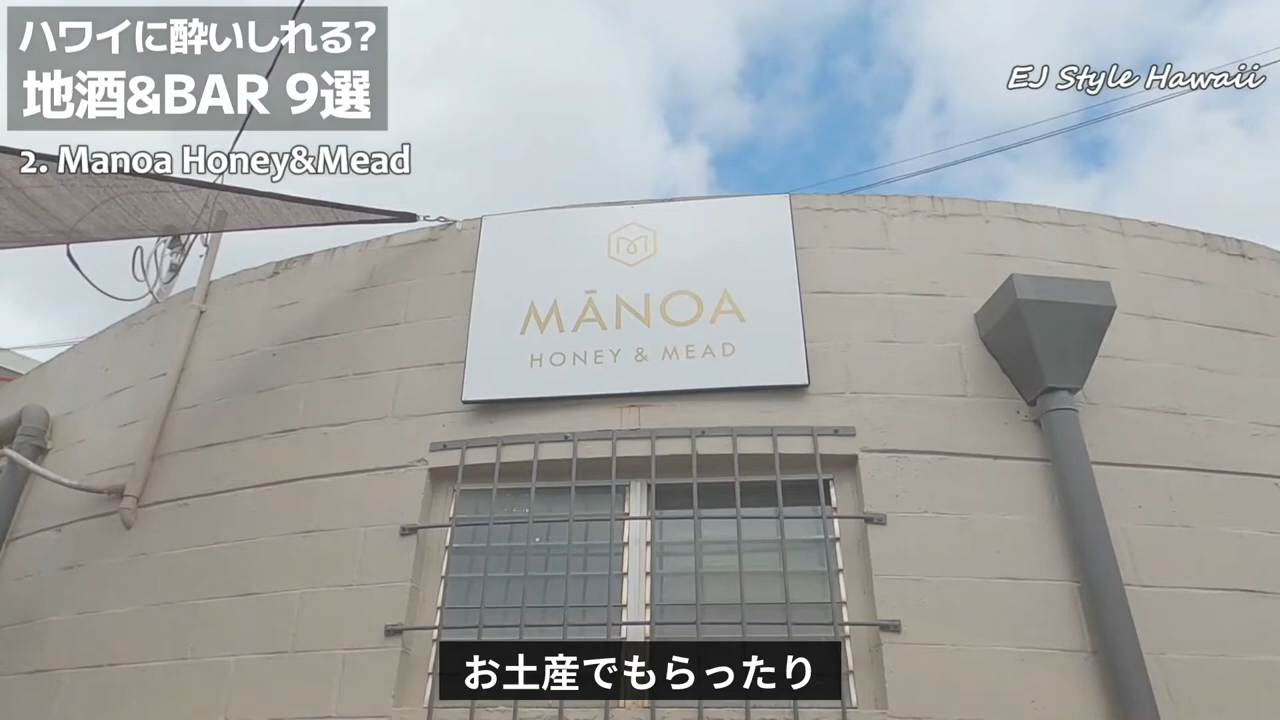 ハワイに酔いしれる?
地酒&BAR 9選
EJ Style Hawaii
2. Manoa Honey&Mead
MĀNOA
HONEY & MEAD
お土産でもらったり